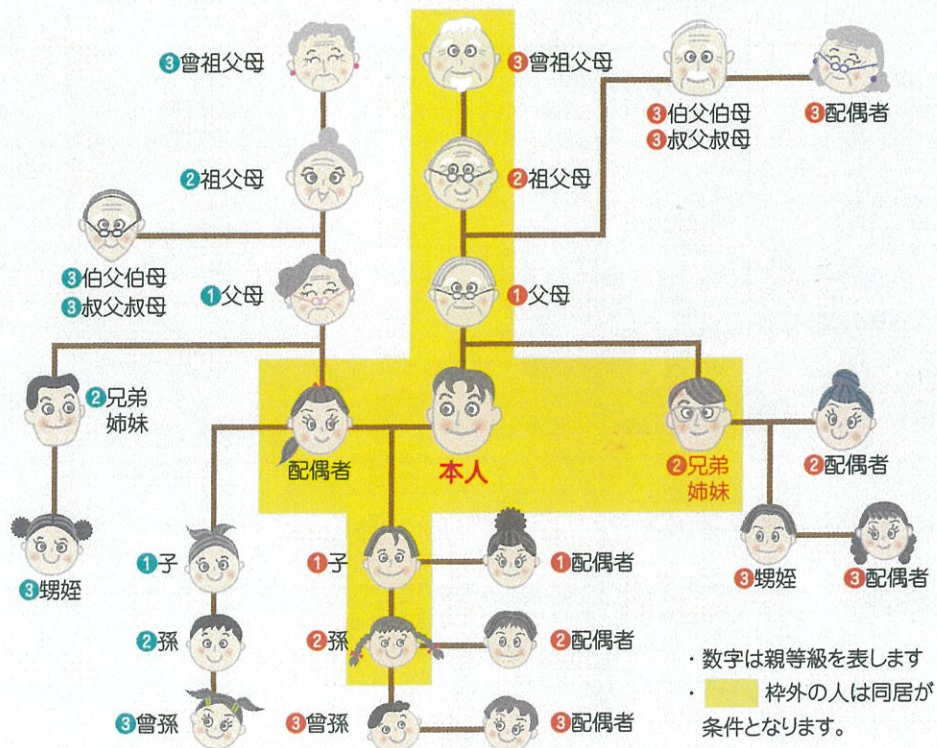 ❸曾祖父母
❸曾祖父母
❸伯父伯母
❸叔父叔母
❸配偶者
❷祖父母
❷祖父母
❸伯父伯母
❸叔父叔母
❶父母
❶父母
❷兄弟
姉妹
配偶者
本人
❷兄弟
姉妹
❷配偶者
❸甥姪
❶子
❶子
❶配偶者
❸甥姪
❸配偶者
❷孫
❷孫
❷配偶者
❸曾孫
❸曾孫
❸配偶者
・数字は親等級を表します
・枠外の人は同居が
条件となります。